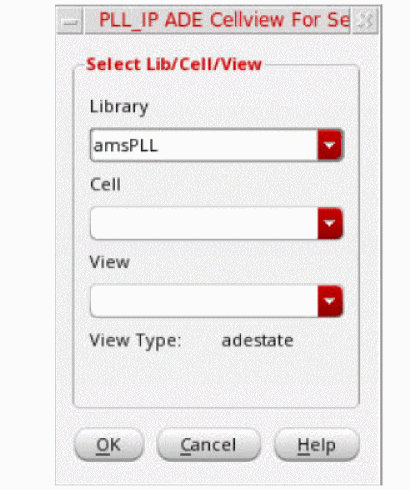 PLL_IP ADE Cellview For Se
Select Lib/Cell/View
Library
amsPLL
Cell
View
View Type: adestate
OK Cancel Help